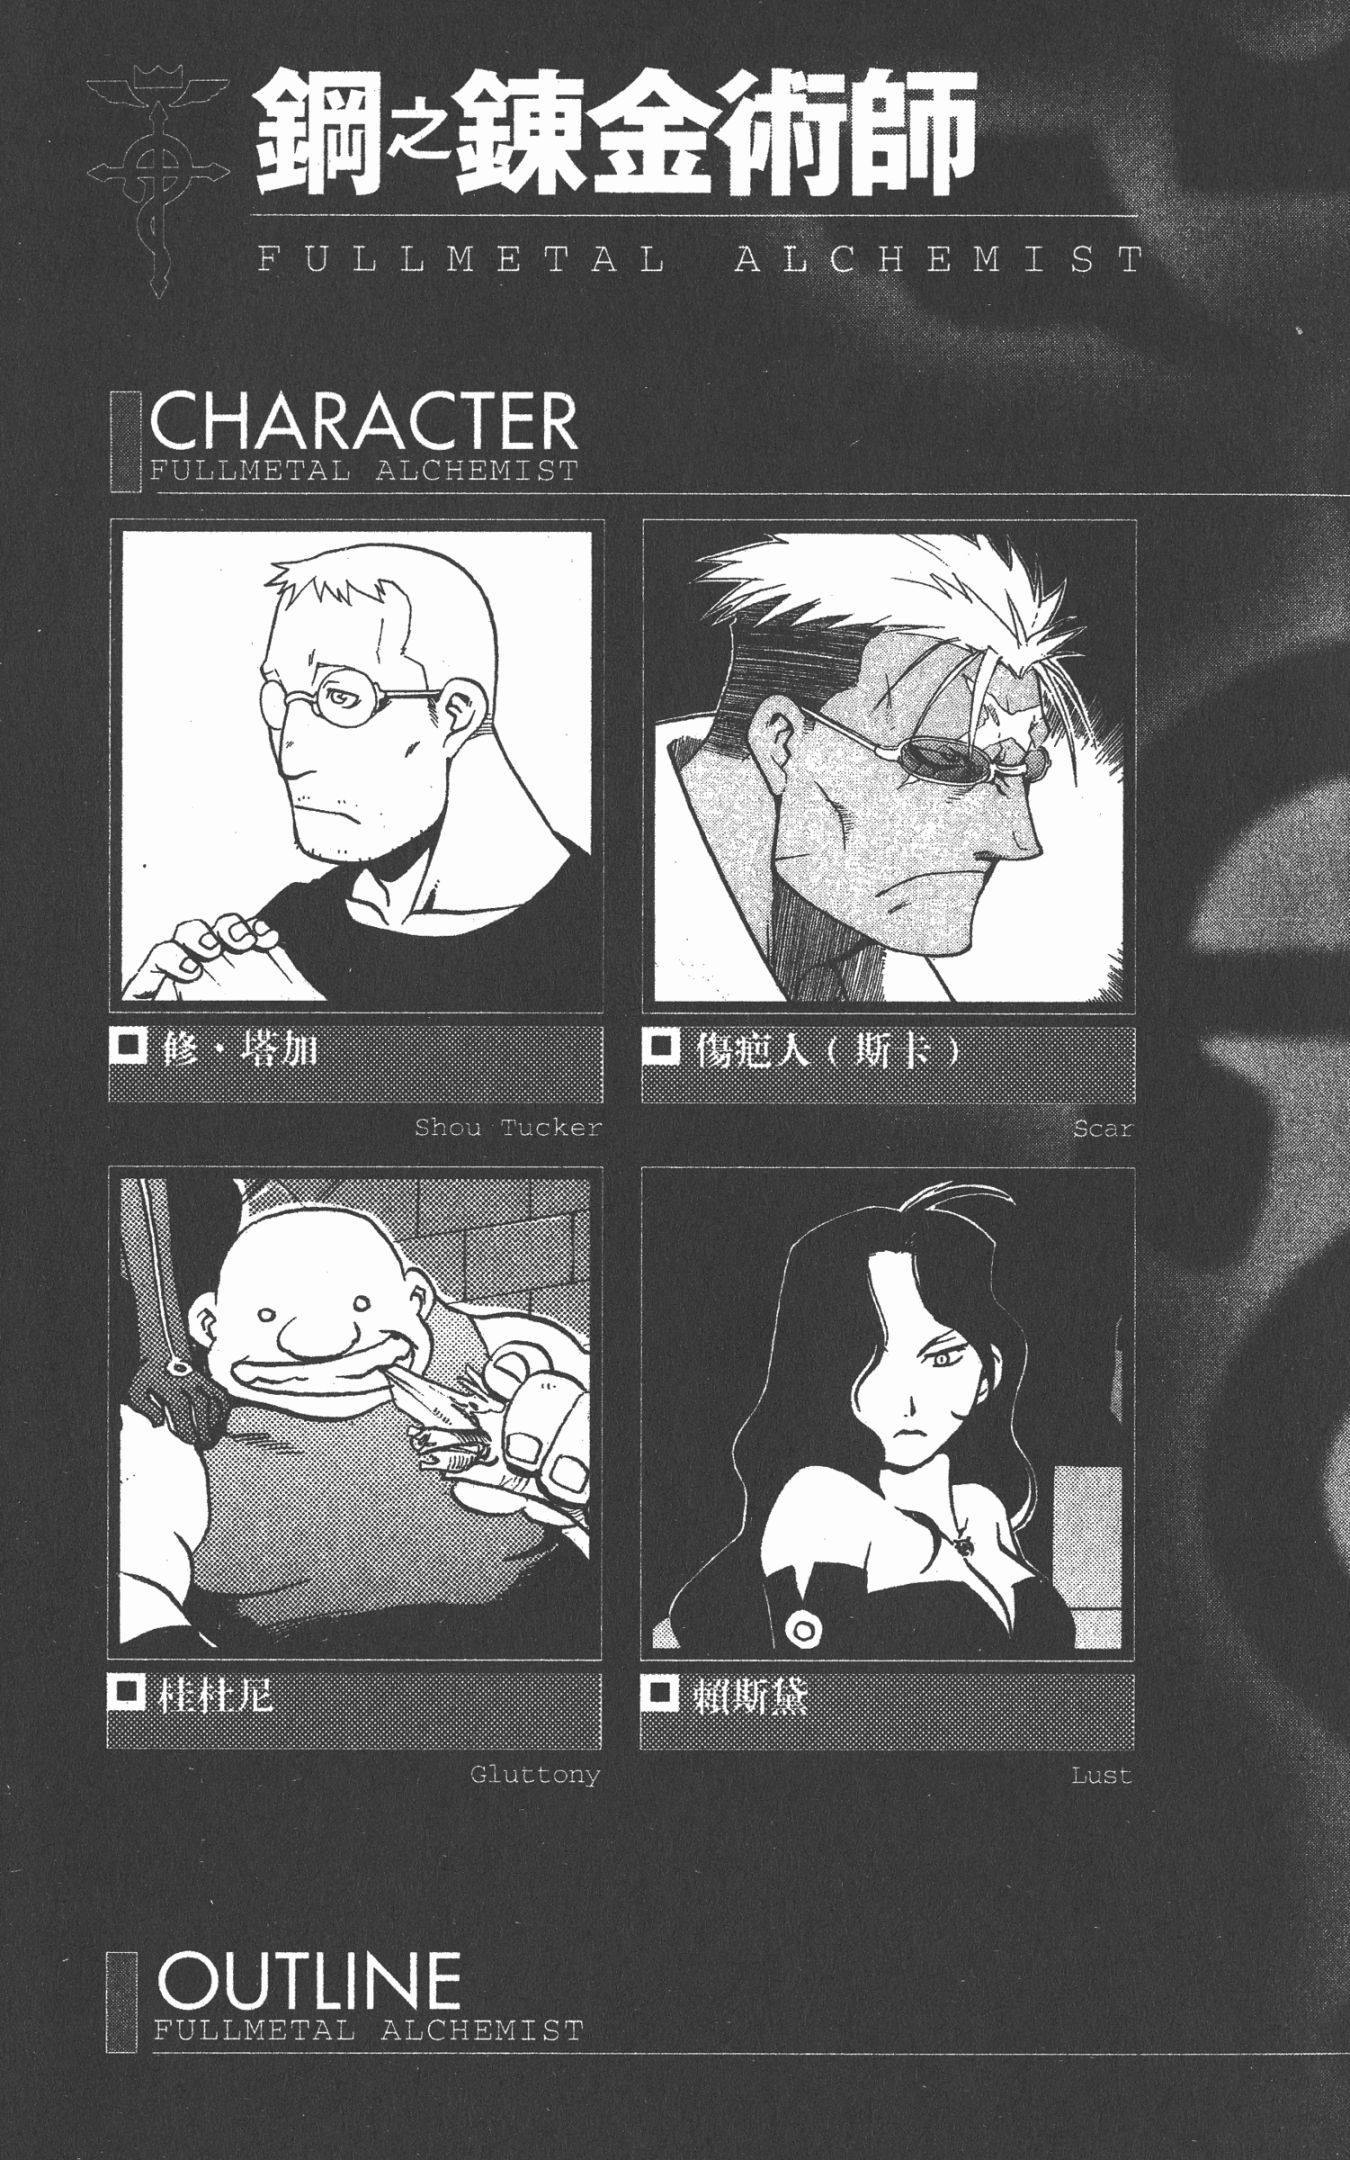 鋼之錬金術師
FULLMETAL ALCHEMIST
CHARACTER
FULLMETAL ALCHEMIST
修・塔加
Shou Tucker
傷疤人(斯卡)
Scar
桂杜尼
Gluttony
賴斯黛
Lust
OUTLINE
FULLMETAL ALCHEMIST